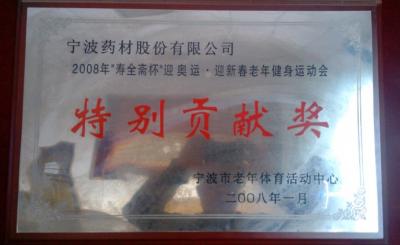 宁波药材股份有限公司
2008年"寿全斋杯"迎奥运·迎新春老年健身运动会
特别贡献奖
宁波市老年体育活动中心
二〇〇八年一月